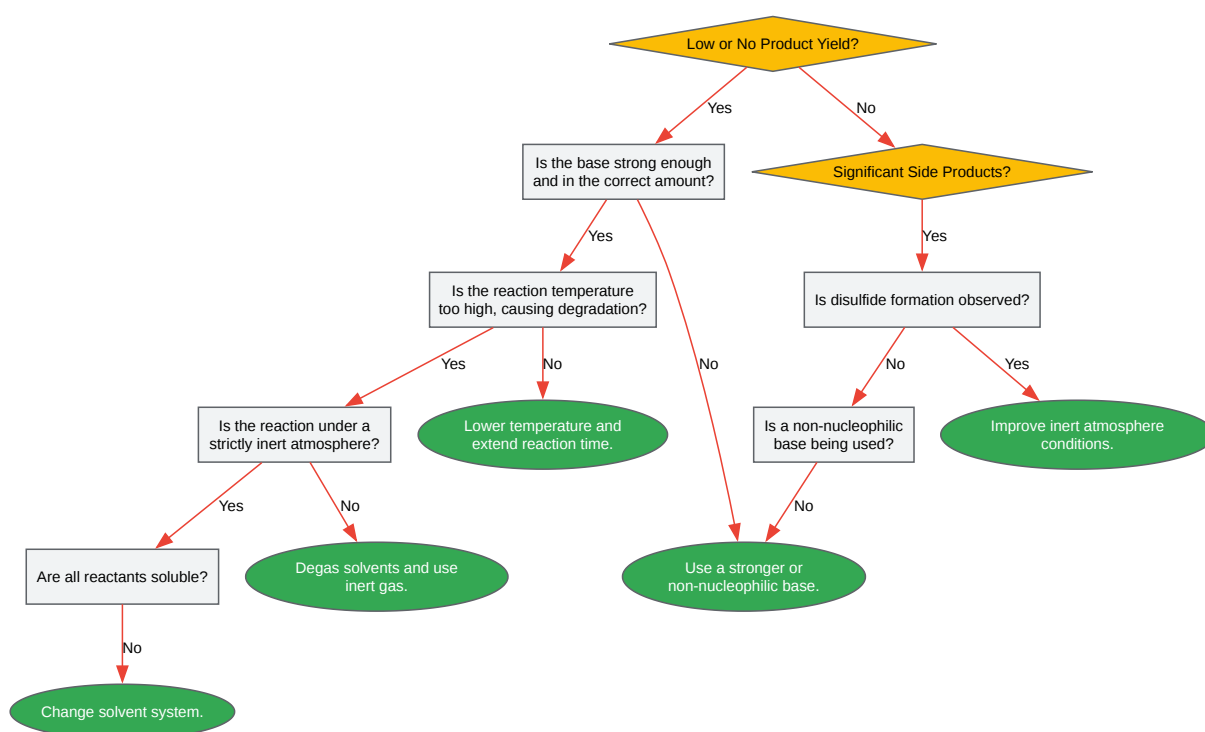 Low or No Product Yield?
Yes
No
Is the base strong enough
and in the correct amount?
Significant Side Products?
Yes
Yes
Is the reaction temperature
too high, causing degradation?
Is disulfide formation observed?
Yes
No
No
No
Yes
Is the reaction under a
strictly inert atmosphere?
Lower temperature and
extend reaction time.
Is a non-nucleophilic
base being used?
Improve inert atmosphere
conditions.
Yes
No
No
Are all reactants soluble?
Degas solvents and use
inert gas.
Use a stronger or
non-nucleophilic base.
No
Change solvent system.